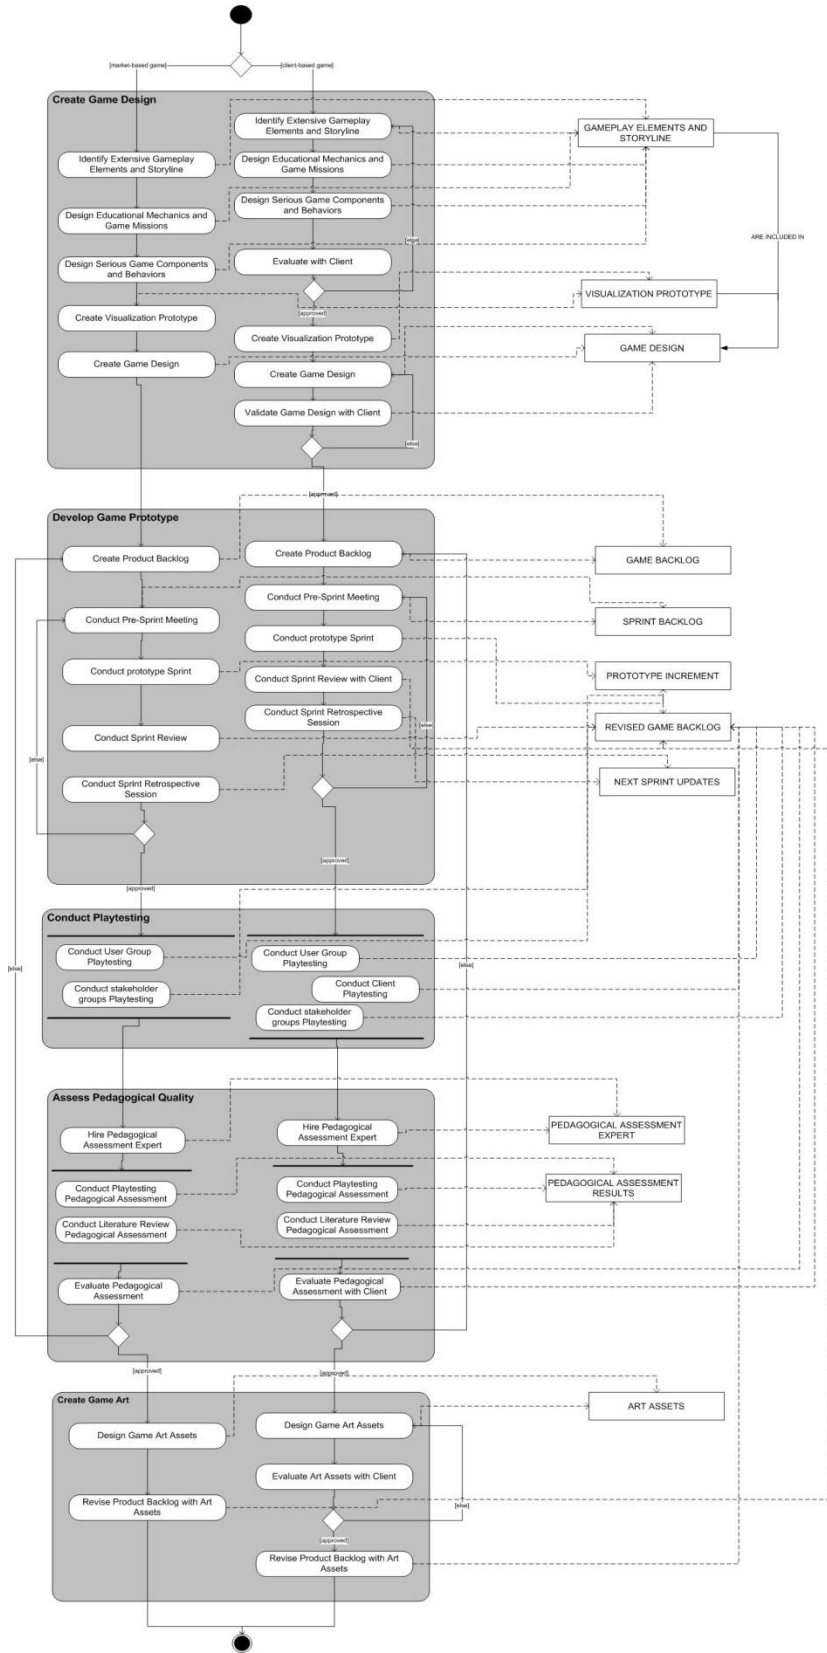 [market-based game]
[client-based game]
Create Game Design
Identify Extensive Gameplay
Elements and Storyline
GAMEPLAY ELEMENTS AND
STORYLINE
Identify Extensive Gameplay
Elements and Storyline
Design Educational Mechanics and
Game Missions
Design Educational Mechanics and
Game Missions
Design Serious Game Components
and Behaviors
[else]
ARE INCLUDED IN
Design Serious Game Components
and Behaviors
Evaluate with Client
VISUALIZATION PROTOTYPE
[approved]
Create Visualization Prototype
Create Visualization Prototype
GAME DESIGN
Create Game Design
Create Game Design
Validate Game Design with Client
[else]
[approved]
Develop Game Prototype
Create Product Backlog
Create Product Backlog
GAME BACKLOG
Conduct Pre-Sprint Meeting
Conduct Pre-Sprint Meeting
SPRINT BACKLOG
Conduct prototype Sprint
Conduct prototype Sprint
PROTOTYPE INCREMENT
Conduct Sprint Review with Client
Conduct Sprint Retrospective
Session
[else]
REVISED GAME BACKLOG
Conduct Sprint Review
[else]
NEXT SPRINT UPDATES
Conduct Sprint Retrospective
Session
[approved]
[approved]
Conduct Playtesting
Conduct User Group
Playtesting
Conduct User Group
Playtesting
[else]
[else]
Conduct stakeholder
groups Playtesting
Conduct Client
Playtesting
Conduct stakeholder
groups Playtesting
Assess Pedagogical Quality
Hire Pedagogical
Assessment Expert
Hire Pedagogical
Assessment Expert
PEDAGOGICAL ASSESSMENT
EXPERT
Conduct Playtesting
Pedagogical Assessment
Conduct Playtesting
Pedagogical Assessment
PEDAGOGICAL ASSESSMENT
RESULTS
Conduct Literature Review
Pedagogical Assessment
Conduct Literature Review
Pedagogical Assessment
Evaluate Pedagogical
Assessment
Evaluate Pedagogical
Assessment with Client
[approved]
[approved]
Create Game Art
ART ASSETS
Design Game Art Assets
Design Game Art Assets
Evaluate Art Assets with Client
Revise Product Backlog with Art
Assets
[else]
[approved]
Revise Product Backlog with Art
Assets